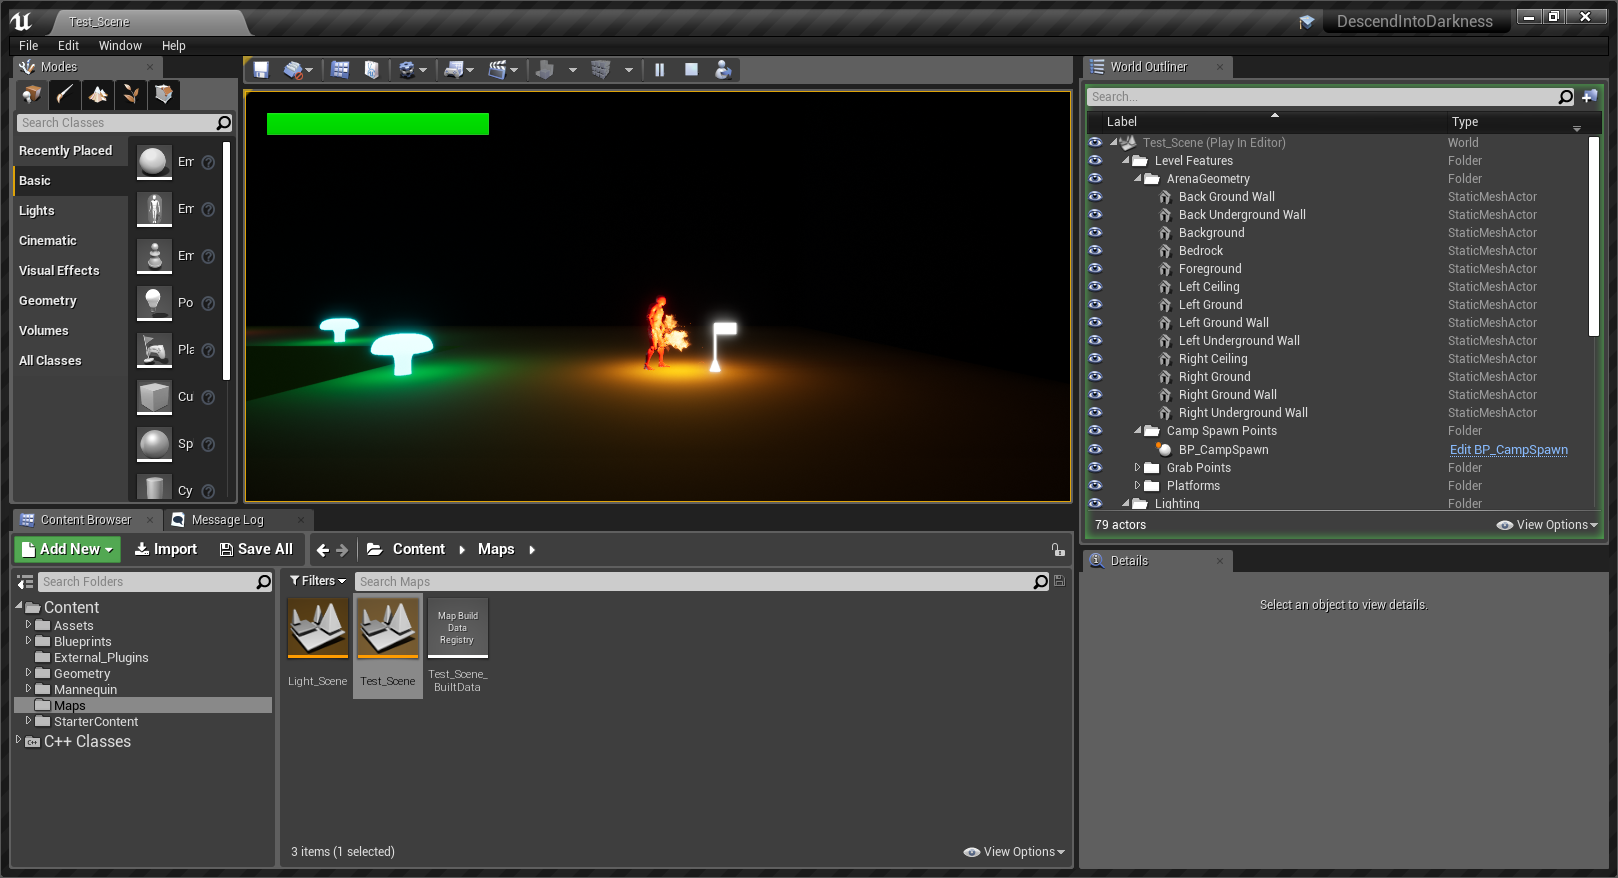 Test_Scene
DescendIntoDarkness
File Edit Window Help
Modes
Search Classes
Recently Placed
Basic
Lights
Cinematic
Visual Effects
Geometry
Volumes
All Classes
Em
Em
Em
Po
Pla
Cu
Sp
Cy
World Outliner
Search...
Label Type
Test_Scene (Play In Editor) World
Level Features Folder
ArenaGeometry Folder
Back Ground Wall StaticMeshActor
Back Underground Wall StaticMeshActor
Background StaticMeshActor
Bedrock StaticMeshActor
Foreground StaticMeshActor
Left Ceiling StaticMeshActor
Left Ground StaticMeshActor
Left Ground Wall StaticMeshActor
Left Underground Wall StaticMeshActor
Right Ceiling StaticMeshActor
Right Ground StaticMeshActor
Right Ground Wall StaticMeshActor
Right Underground Wall StaticMeshActor
Camp Spawn Points Folder
BP_CampSpawn Edit BP_CampSpawn
Grab Points Folder
Platforms Folder
Lighting Folder
79 actors View Options
Content Browser Message Log
Add New Import Save All Content Maps
Search Folders
Content
Assets
Blueprints
External_Plugins
Geometry
Mannequin
Maps
StarterContent
C++ Classes
Filters Search Maps
Map Build
Data
Registry
Light_Scene
Test_Scene
Test_Scene_
BuiltData
3 items (1 selected) View Options
Details
Select an object to view details.